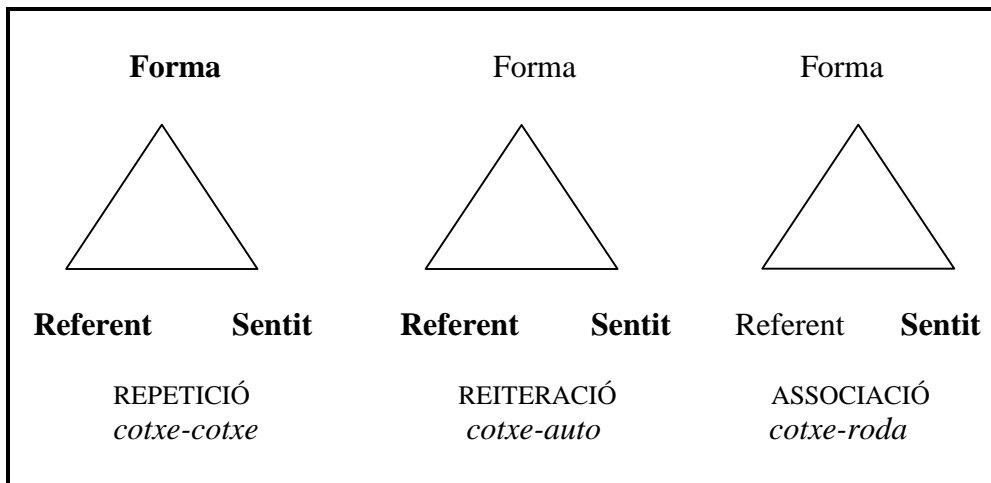 Forma Forma Forma
Referent Sentit Referent Sentit Referent Sentit
REPETICIÓ REITERACIÓ ASSOCIACIÓ
cotxe-cotxe cotxe-auto cotxe-roda